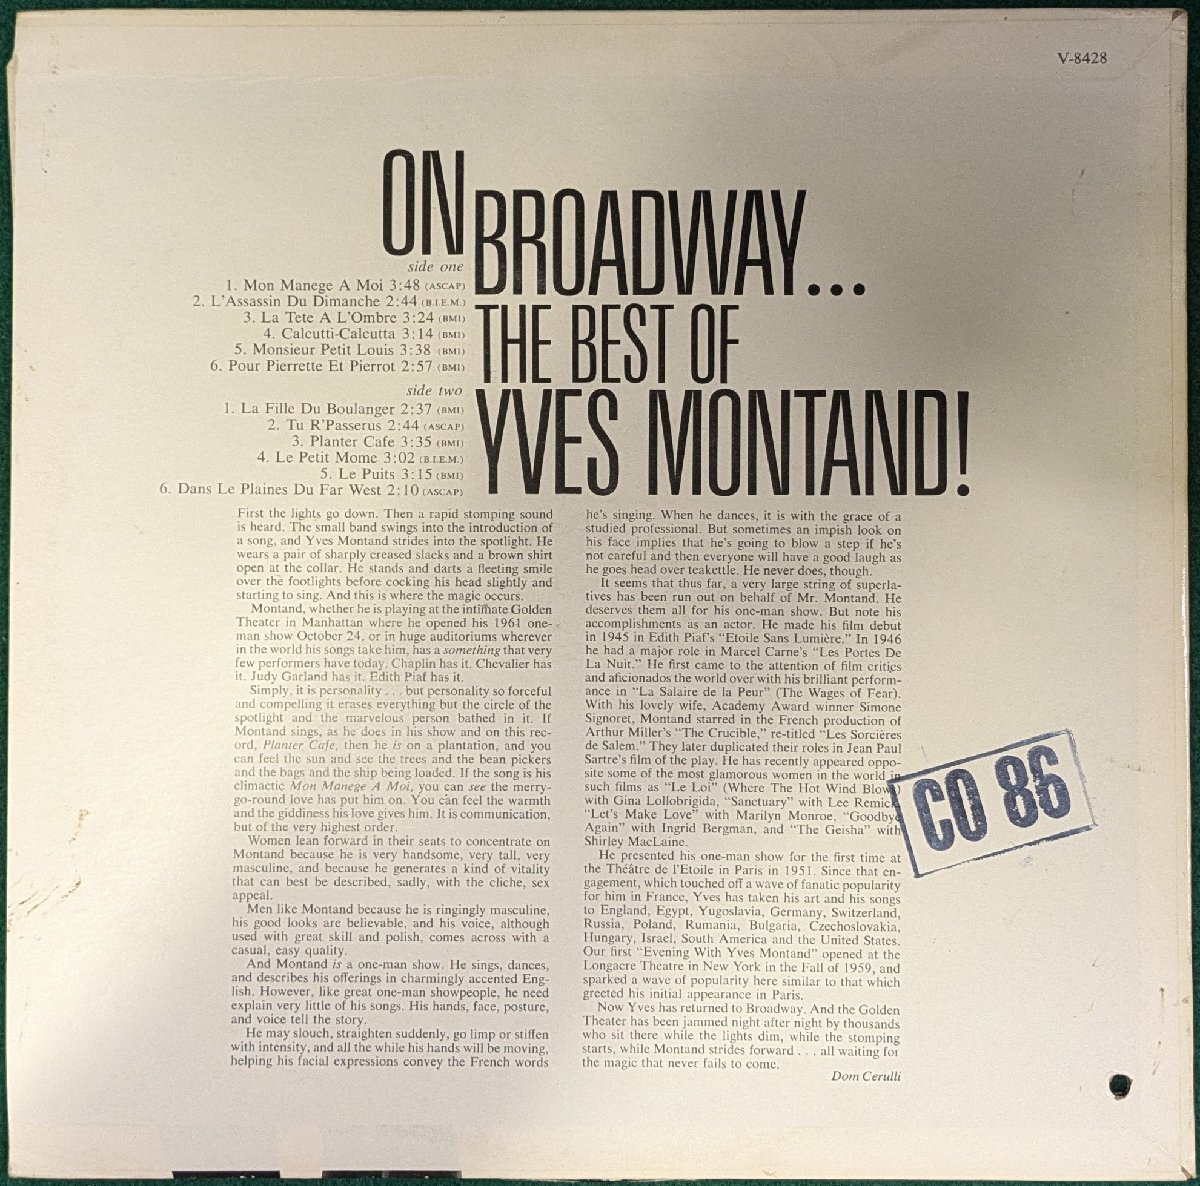 V-8428
ON
BROADWAY...
THE BEST OF
YVES MONTAND!
side one
1. Mon Manege A Moi 3:48 (ASCAP)
2. L'Assassin Du Dimanche 2:44 (B.I.E.M.)
3. La Tete A L'Ombre 3:24 (BMI)
4. Calcutti-Calcutta 3:14 (BMI)
5. Monsieur Petit Louis 3:38 (BMI)
6. Pour Pierrette Et Pierrot 2:57 (BMI)
side two
1. La Fille Du Boulanger 2:37 (BMI)
2. Tu R'Passerus 2:44 (ASCAP)
3. Planter Cafe 3:35 (BMI)
4. Le Petit Mome 3:02 (B.I.E.M.)
5. Le Puits 3:15 (BMI)
6. Dans Le Plaines Du Far West 2:10 (ASCAP)
First the lights go down. Then a rapid stomping sound
is heard. The small band swings into the introduction of
a song, and Yves Montand strides into the spotlight. He
wears a pair of sharply creased slacks and a brown shirt
open at the collar. He stands and darts a fleeting smile
over the footlights before cocking his head slightly and
starting to sing. And this is where the magic occurs.
Montand, whether he is playing at the intimate Golden
Theater in Manhattan where he opened his 1961 one-
man show October 24, or in huge auditoriums wherever
in the world his songs take him, has a something that very
few performers have today. Chaplin has it. Chevalier has
it. Judy Garland has it. Edith Piaf has it.
Simply, it is personality . . . but personality so forceful
and compelling it erases everything but the circle of the
spotlight and the marvelous person bathed in it. If
Montand sings, as he does in his show and on this rec-
ord, Planter Cafe, then he is on a plantation, and you
can feel the sun and see the trees and the bean pickers
and the bags and the ship being loaded. If the song is his
climactic Mon Manege A Moi, you can see the merry-
go-round love has put him on. You can feel the warmth
and the giddiness his love gives him. It is communication,
but of the very highest order.
Women lean forward in their seats to concentrate on
Montand because he is very handsome, very tall, very
masculine, and because he generates a kind of vitality
that can best be described, sadly, with the cliche, sex
appeal.
Men like Montand because he is ringingly masculine,
his good looks are believable, and his voice, although
used with great skill and polish, comes across with a
casual, easy quality.
And Montand is a one-man show. He sings, dances,
and describes his offerings in charmingly accented Eng-
lish. However, like great one-man showpeople, he need
explain very little of his songs. His hands, face, posture,
and voice tell the story.
He may slouch, straighten suddenly, go limp or stiffen
with intensity, and all the while his hands will be moving,
helping his facial expressions convey the French words
he's singing. When he dances, it is with the grace of a
studied professional. But sometimes an impish look on
his face implies that he's going to blow a step if he's
not careful and then everyone will have a good laugh as
he goes head over teakettle. He never does, though.
It seems that thus far, a very large string of superla-
tives has been run out on behalf of Mr. Montand. He
deserves them all for his one-man show. But note his
accomplishments as an actor. He made his film debut
in 1945 in Edith Piaf's "Etoile Sans Lumière." In 1946
he had a major role in Marcel Carne's "Les Portes De
La Nuit." He first came to the attention of film critics
and aficionados the world over with his brilliant perform-
ance in "La Salaire de la Peur" (The Wages of Fear).
With his lovely wife, Academy Award winner Simone
Signoret, Montand starred in the French production of
Arthur Miller's "The Crucible," re-titled "Les Sorcières
de Salem." They later duplicated their roles in Jean Paul
Sartre's film of the play. He has recently appeared oppo-
site some of the most glamorous women in the world in
such films as "Le Loi" (Where The Hot Wind Blows)
with Gina Lollobrigida, "Sanctuary" with Lee Remick,
"Let's Make Love" with Marilyn Monroe, "Goodbye
Again" with Ingrid Bergman, and "The Geisha" with
Shirley MacLaine.
He presented his one-man show for the first time at
the Théâtre de l'Etoile in Paris in 1951. Since that en-
gagement, which touched off a wave of fanatic popularity
for him in France, Yves has taken his art and his songs
to England, Egypt, Yugoslavia, Germany, Switzerland,
Russia, Poland, Rumania, Bulgaria, Czechoslovakia,
Hungary, Israel, South America and the United States.
Our first "Evening With Yves Montand" opened at the
Longacre Theatre in New York in the Fall of 1959, and
sparked a wave of popularity here similar to that which
greeted his initial appearance in Paris.
Now Yves has returned to Broadway. And the Golden
Theater has been jammed night after night by thousands
who sit there while the lights dim, while the stomping
starts, while Montand strides forward . . . all waiting for
the magic that never fails to come.
Dom Cerulli
CO 86